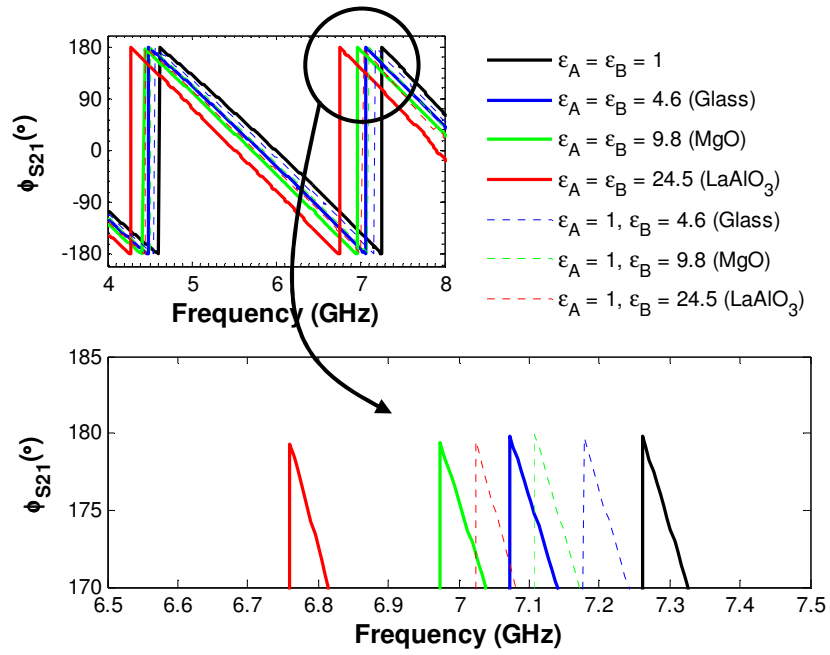 180
90
0
-90
-180
ϕS21(°)
4 5 6 7 8
Frequency (GHz)
εA = εB = 1
εA = εB = 4.6 (Glass)
εA = εB = 9.8 (MgO)
εA = εB = 24.5 (LaAlO3)
εA = 1, εB = 4.6 (Glass)
εA = 1, εB = 9.8 (MgO)
εA = 1, εB = 24.5 (LaAlO3)
185
180
175
170
ϕS21(°)
6.5 6.6 6.7 6.8 6.9 7 7.1 7.2 7.3 7.4 7.5
Frequency (GHz)